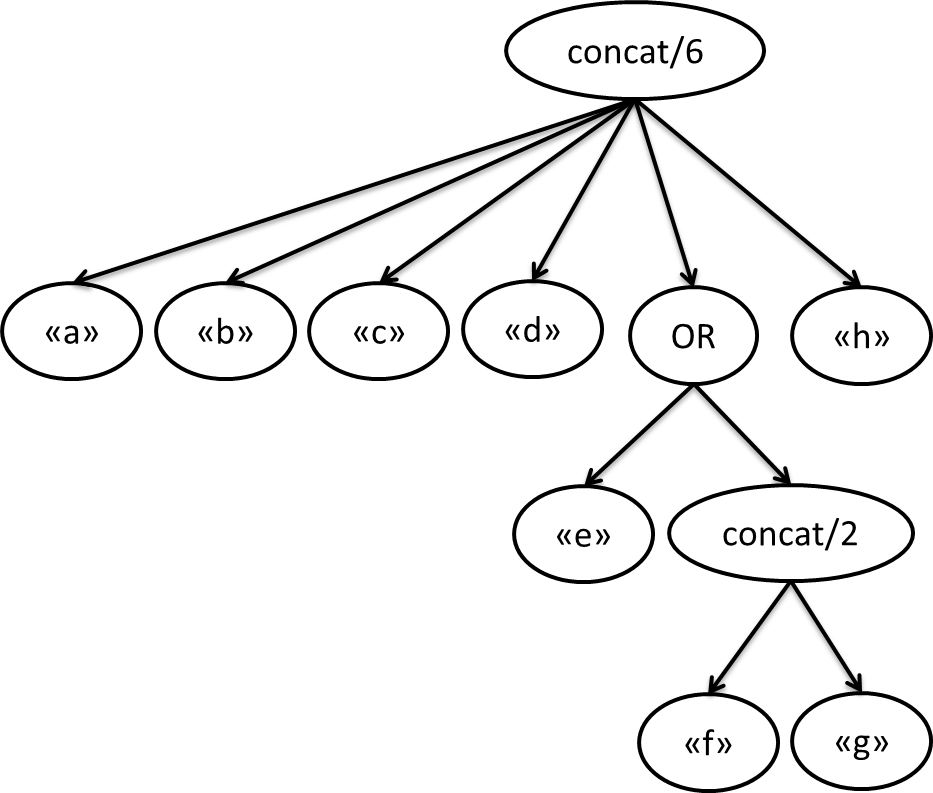 concat/6
«a»
«b»
«c»
«d»
OR
«h»
«e»
concat/2
«f»
«g»